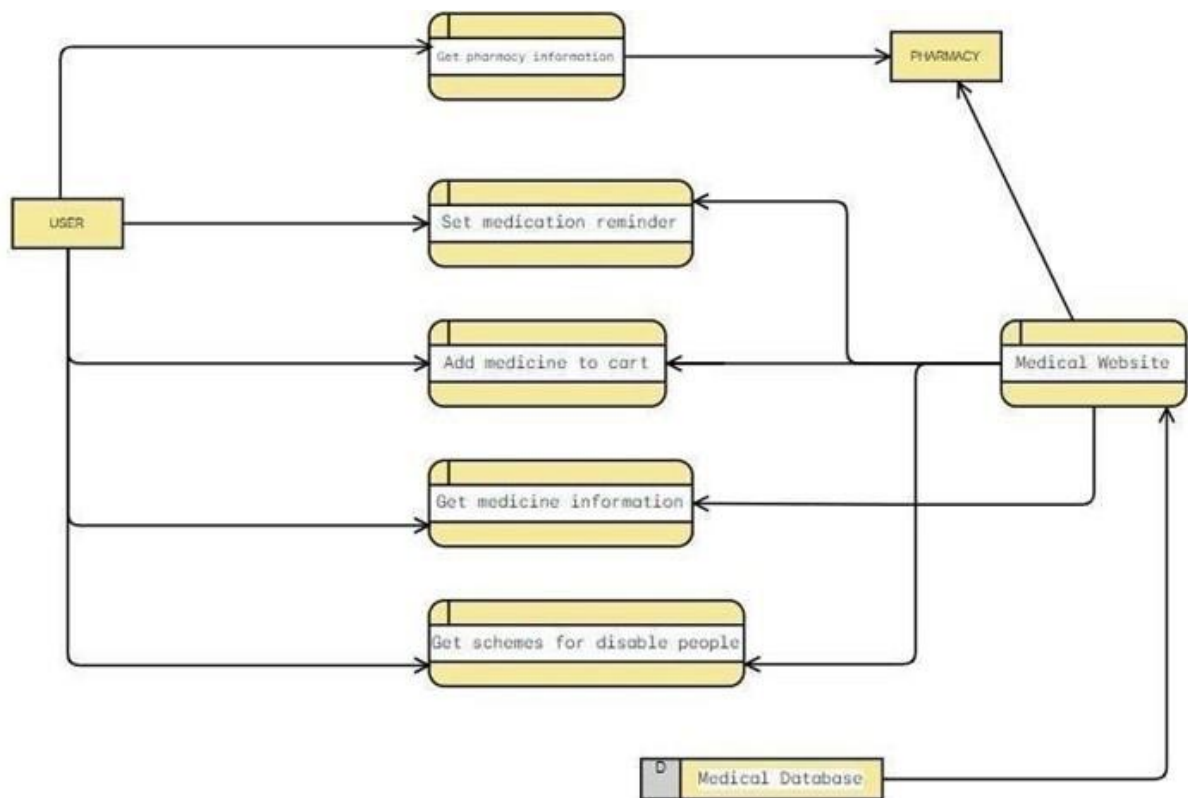 Get pharmacy information
PHARMACY
USER
Set medication reminder
Add medicine to cart
Medical Website
Get medicine information
Get schemes for disable people
D
Medical Database